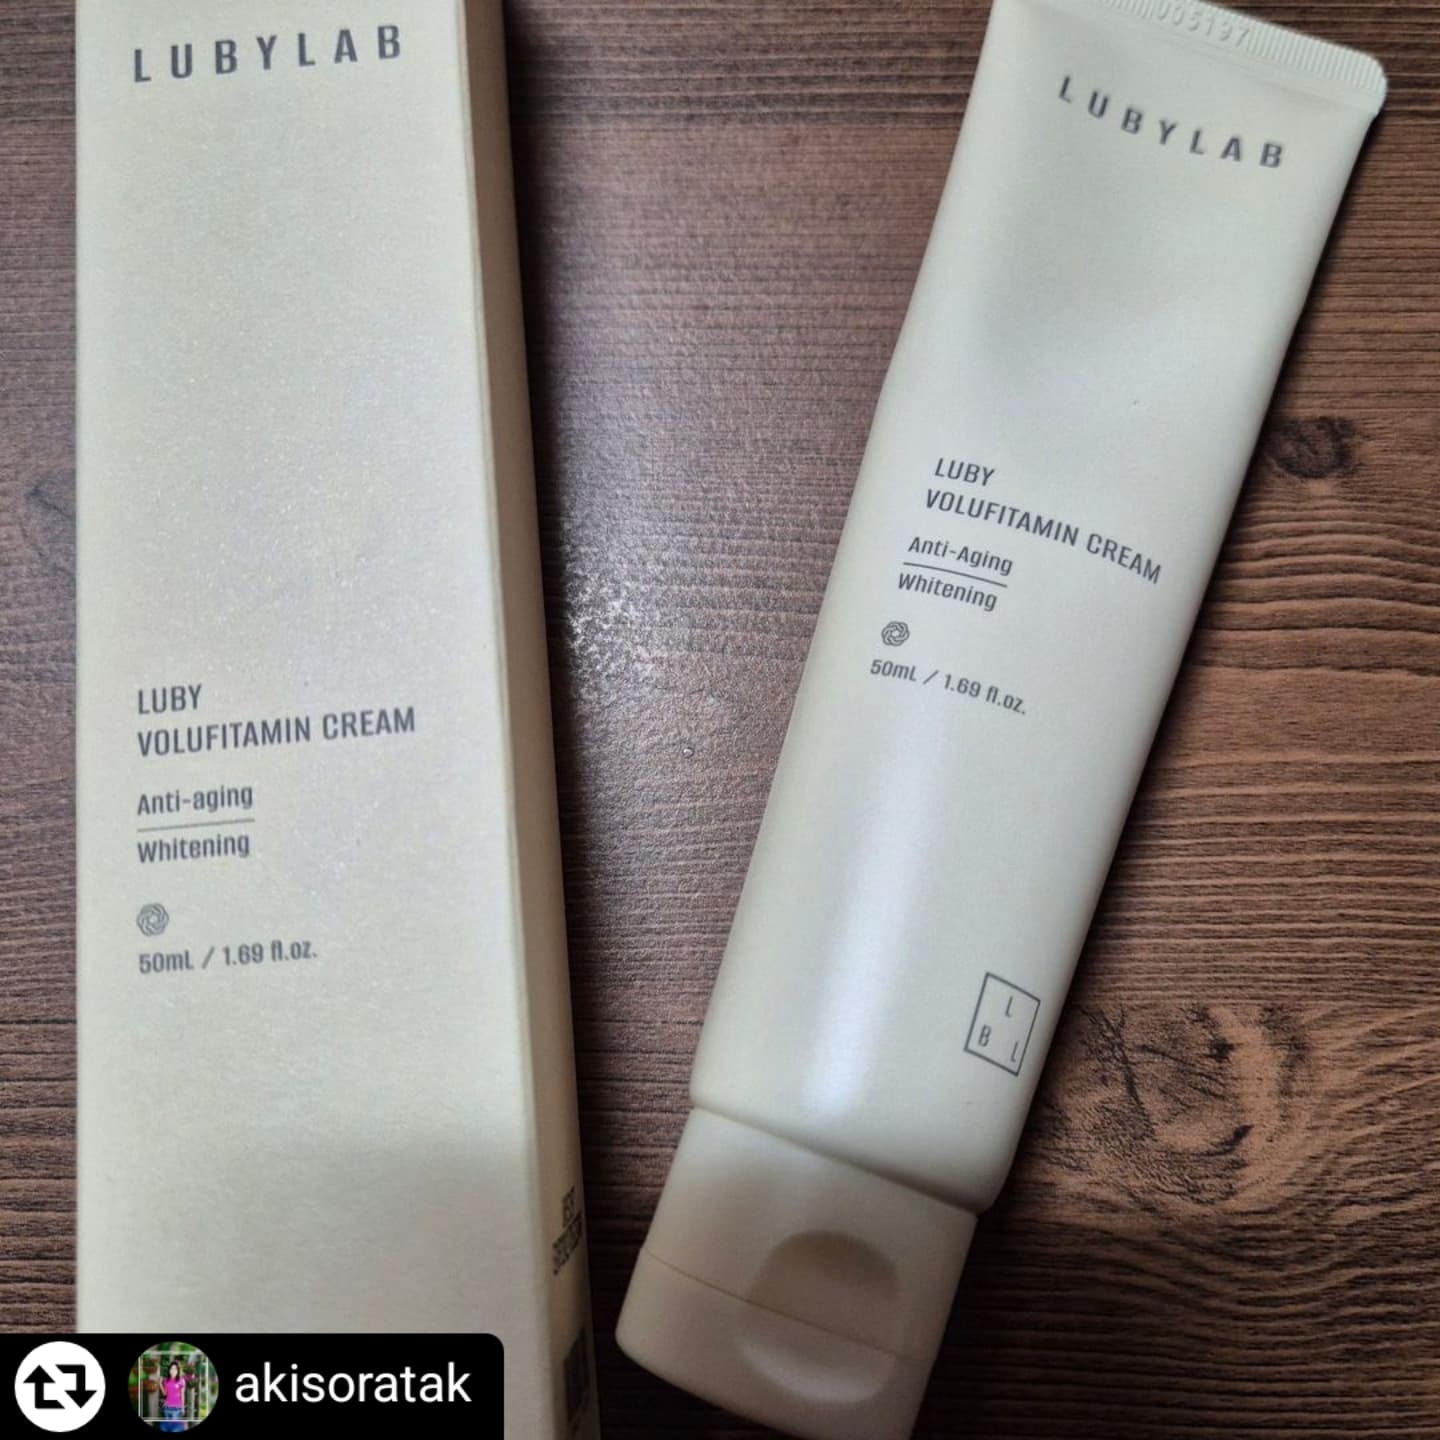 LUBYLAB
LUBY
VOLUFITAMIN CREAM
Anti-aging
Whitening
50mL / 1.69 fl.oz.
LUBYLAB
LUBY
VOLUFITAMIN CREAM
Anti-Aging
Whitening
50mL / 1.69 fl.oz.
L
B L
akisoratak